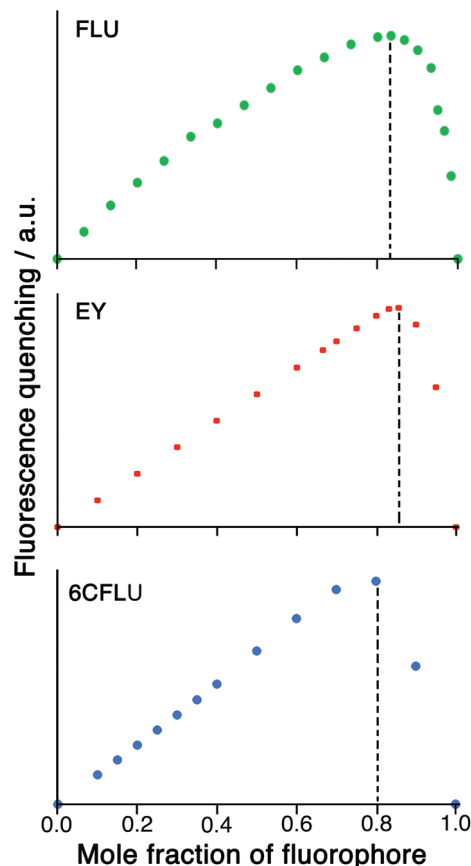 FLU
EY
6CFLU
Fluorescence quenching / a.u.
0.0 0.2 0.4 0.6 0.8 1.0
Mole fraction of fluorophore